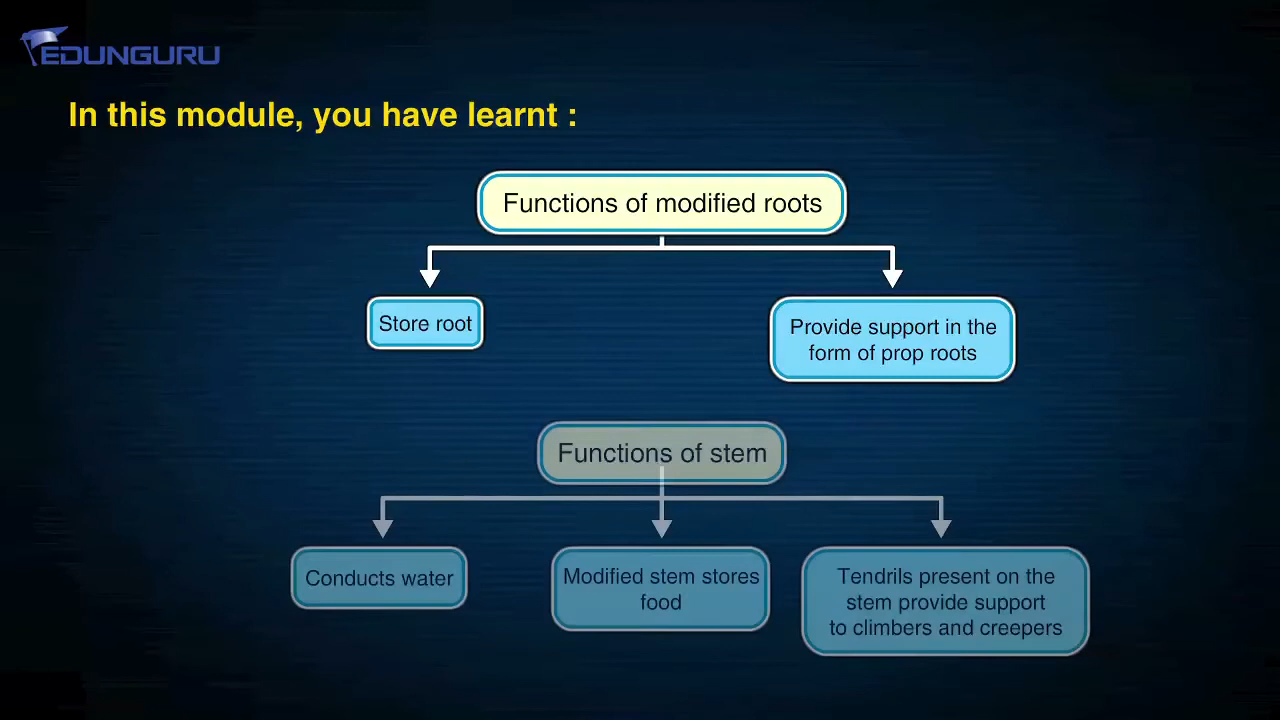 EDUNGURU
In this module, you have learnt :
Functions of modified roots
Store root
Provide support in the
form of prop roots
Functions of stem
Conducts water
Modified stem stores
food
Tendrils present on the
stem provide support
to climbers and creepers